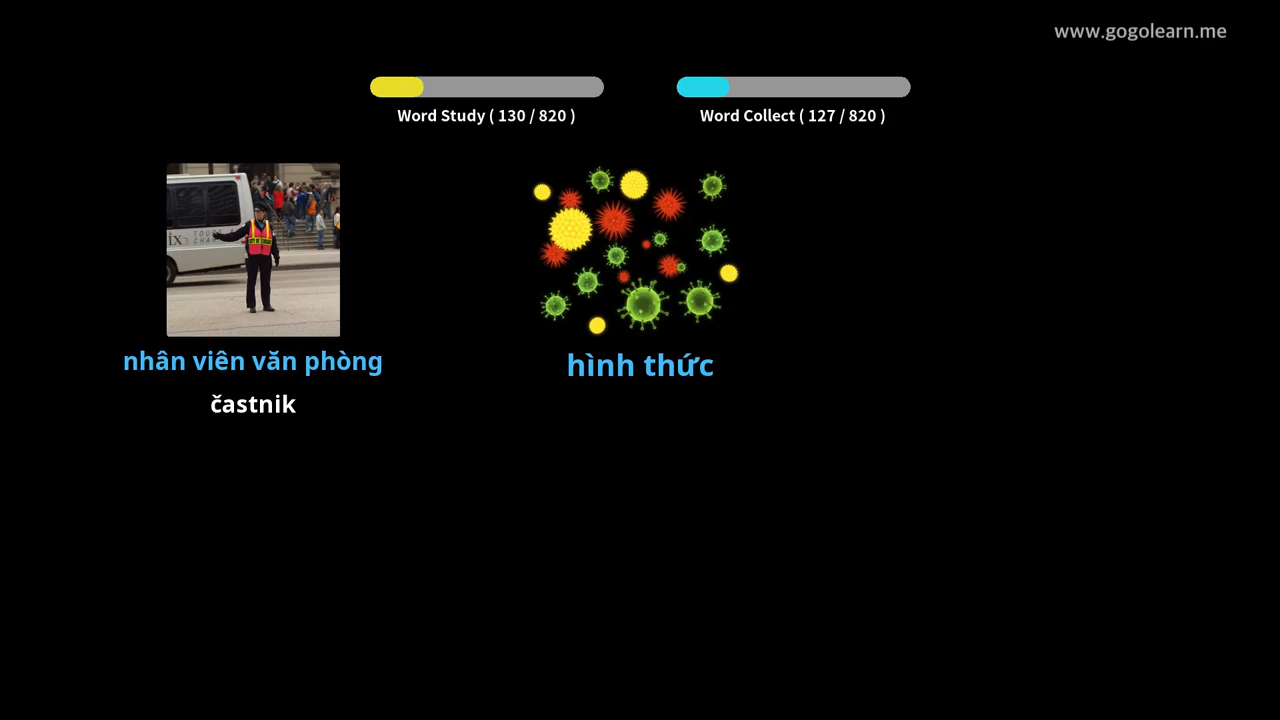 www.gogolearn.me
Word Study ( 130 / 820 )
Word Collect ( 127 / 820 )
nhân viên văn phòng
častnik
hình thức